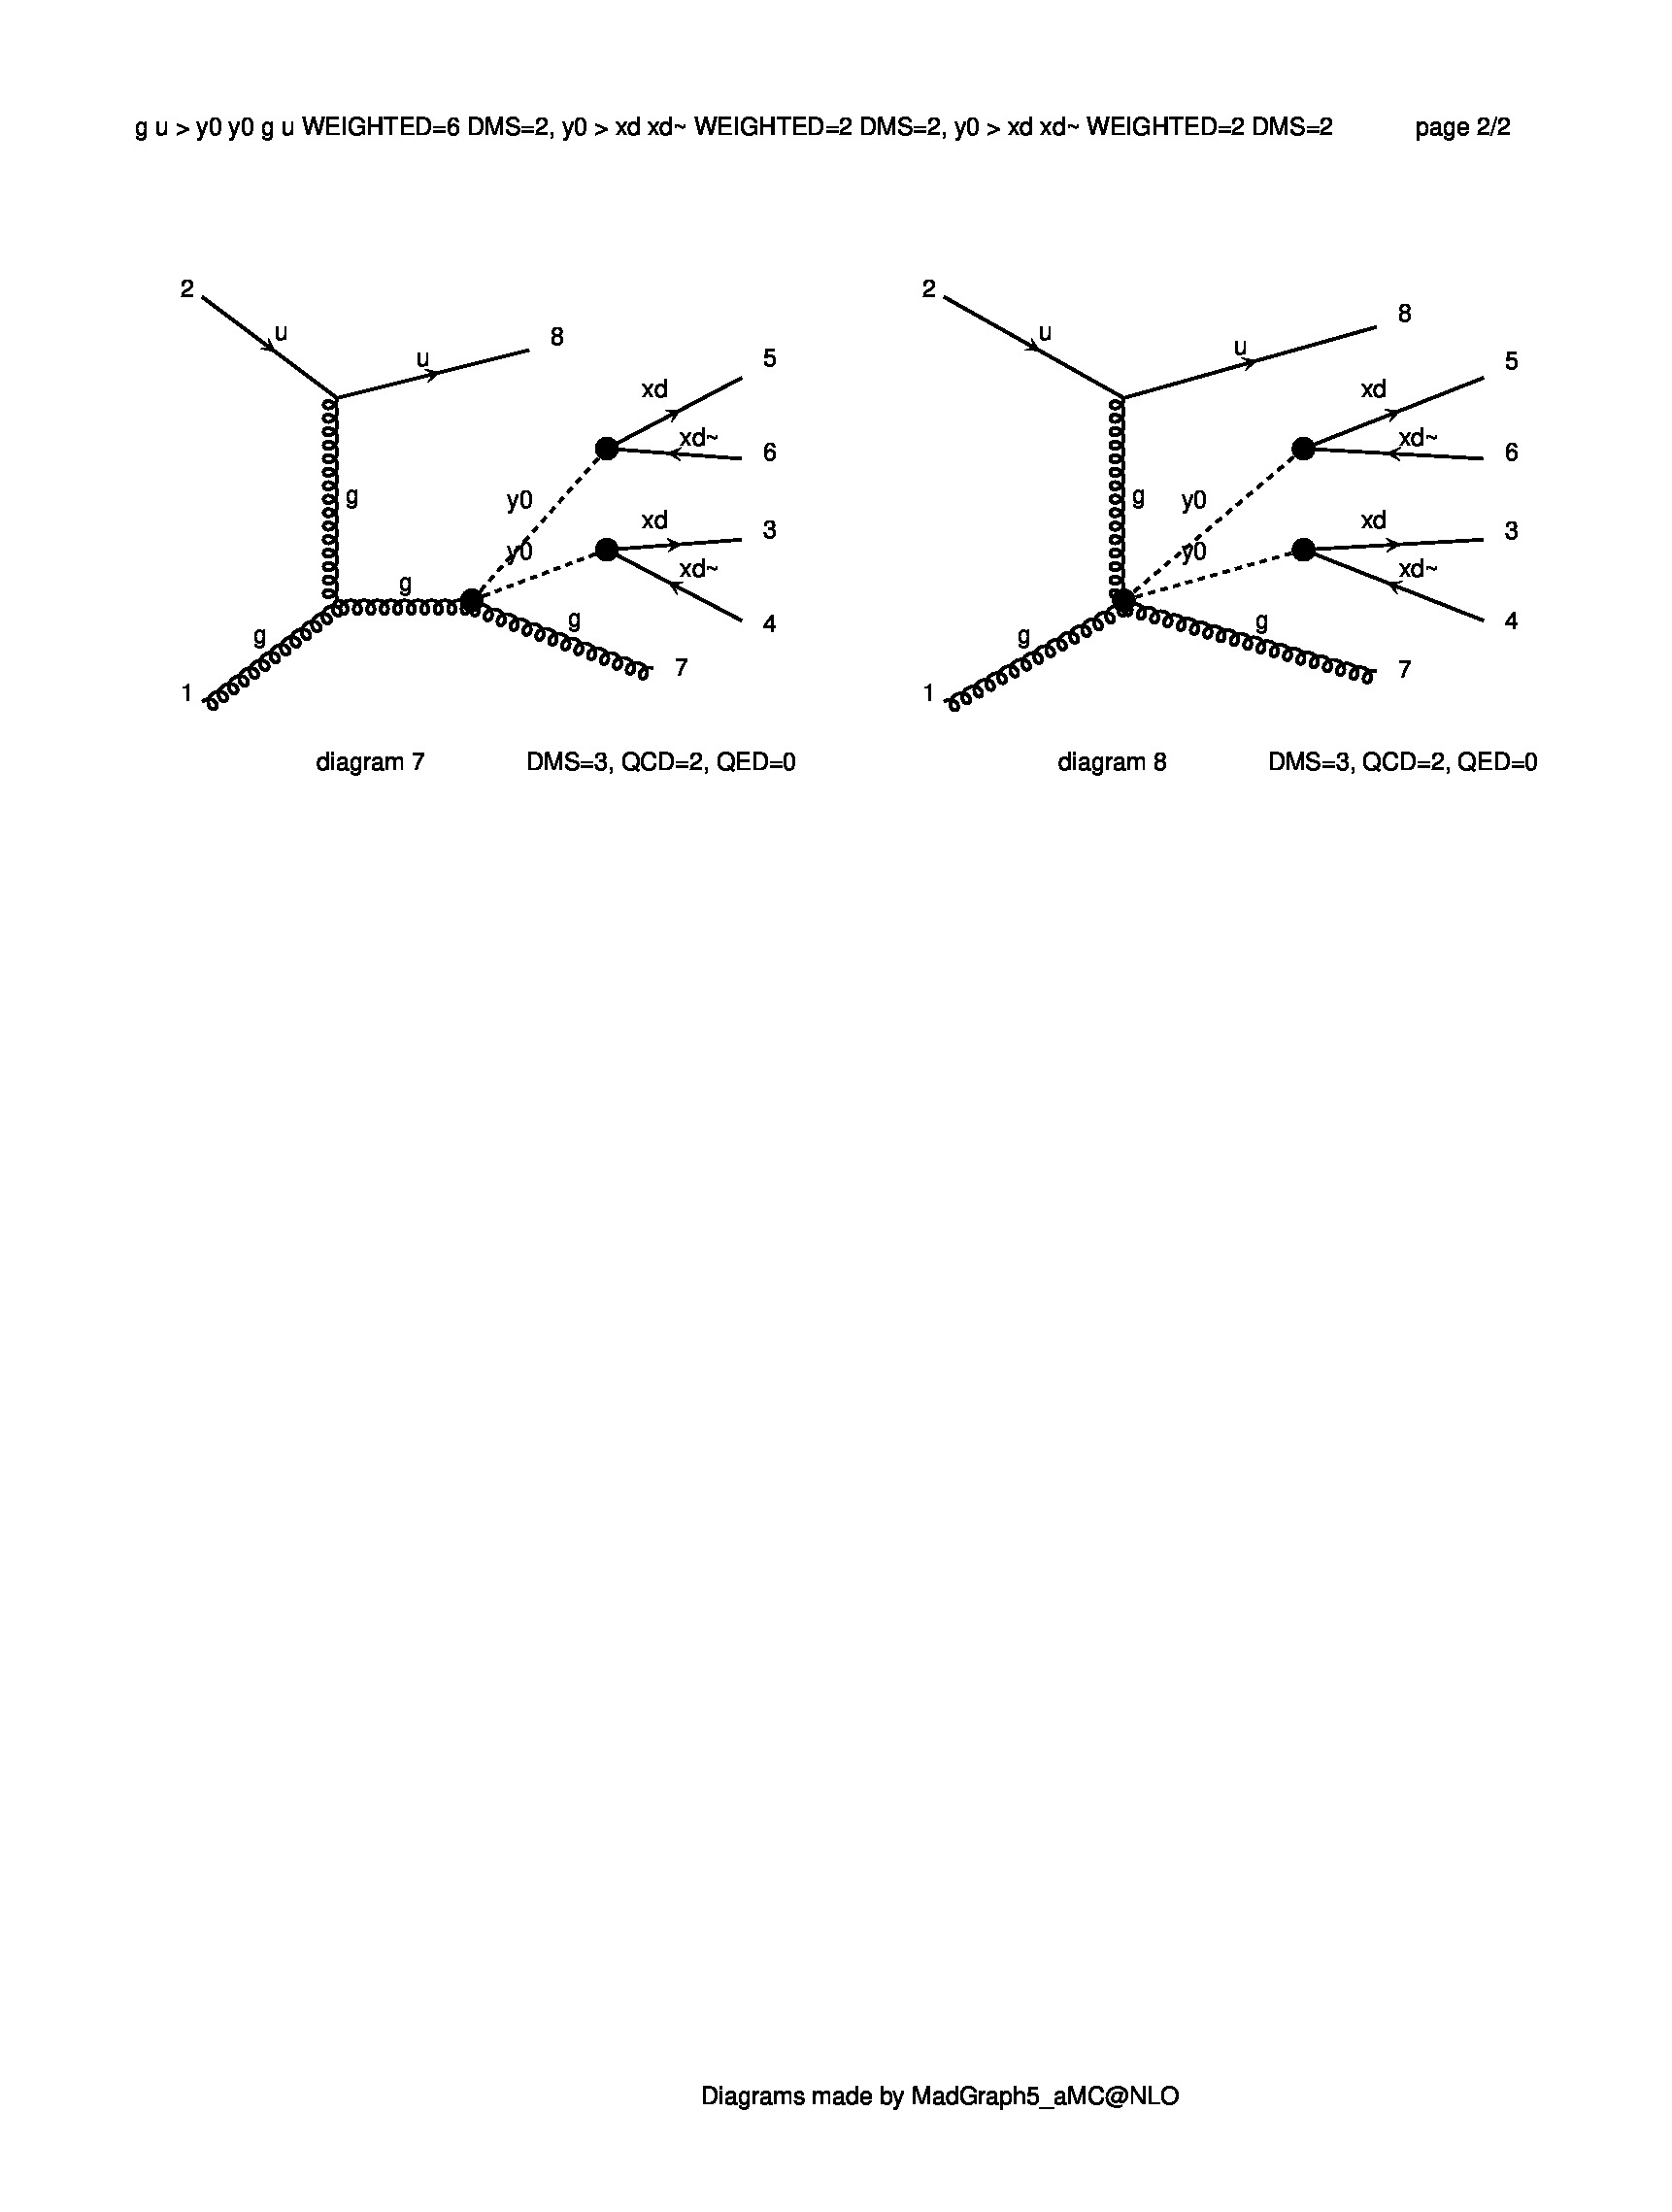 g u > y0 y0 g u WEIGHTED=6 DMS=2, y0 > xd xd~ WEIGHTED=2 DMS=2, y0 > xd xd~ WEIGHTED=2 DMS=2 page 2/2
2
u
u
8
g
g
g
1
y0
y0
xd
5
xd~
6
xd
3
xd~
4
g
7
diagram 7 DMS=3, QCD=2, QED=0
2
u
u
8
g
g
1
y0
y0
xd
5
xd~
6
xd
3
xd~
4
g
7
diagram 8 DMS=3, QCD=2, QED=0
Diagrams made by MadGraph5_aMC@NLO